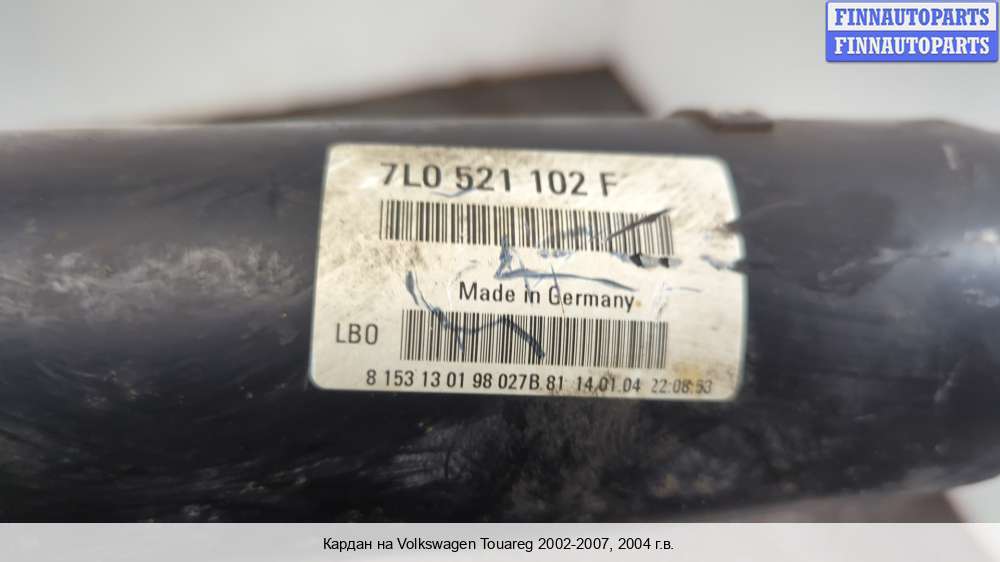 FINNAUTOPARTS
FINNAUTOPARTS
7L0 521 102 F
Made in Germany
LBO
8 153 13 01 98 027B.81 14.01.04 22:08:53
Кардан на Volkswagen Touareg 2002-2007, 2004 г.в.